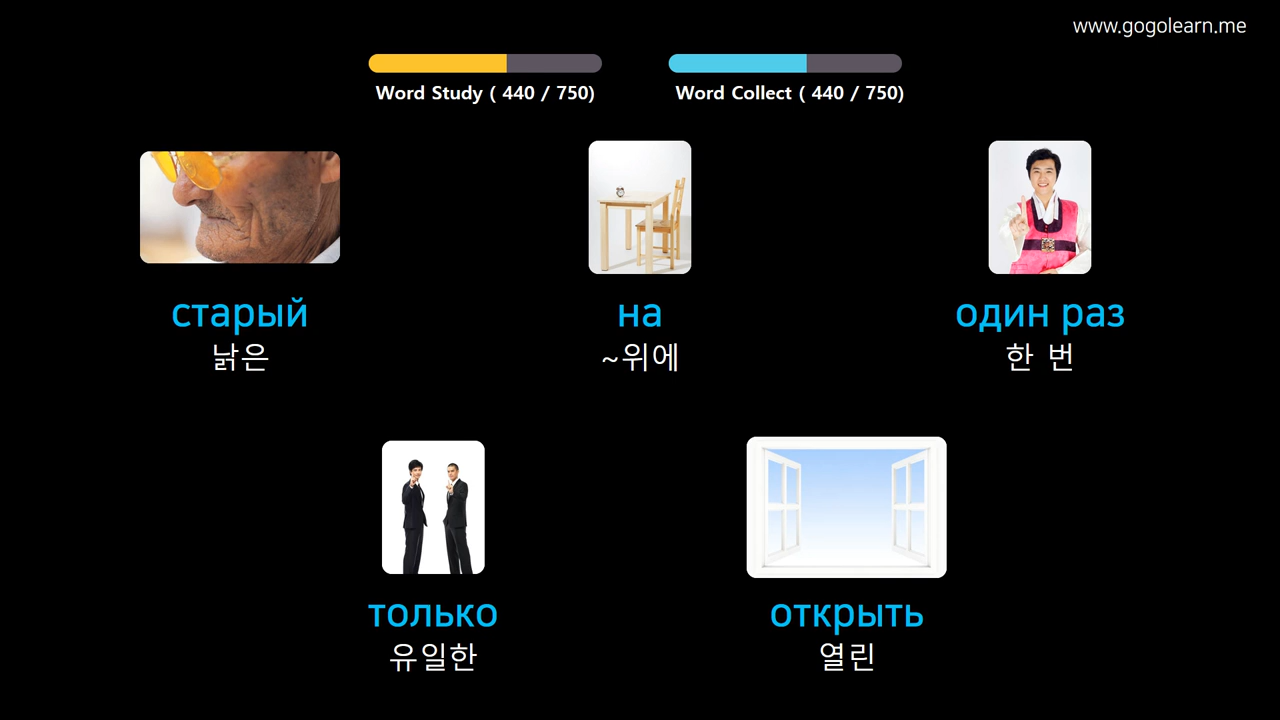 www.gogolearn.me
Word Study ( 440 / 750)
Word Collect ( 440 / 750)
старый
낡은
на
~위에
один раз
한 번
только
유일한
открыть
열린